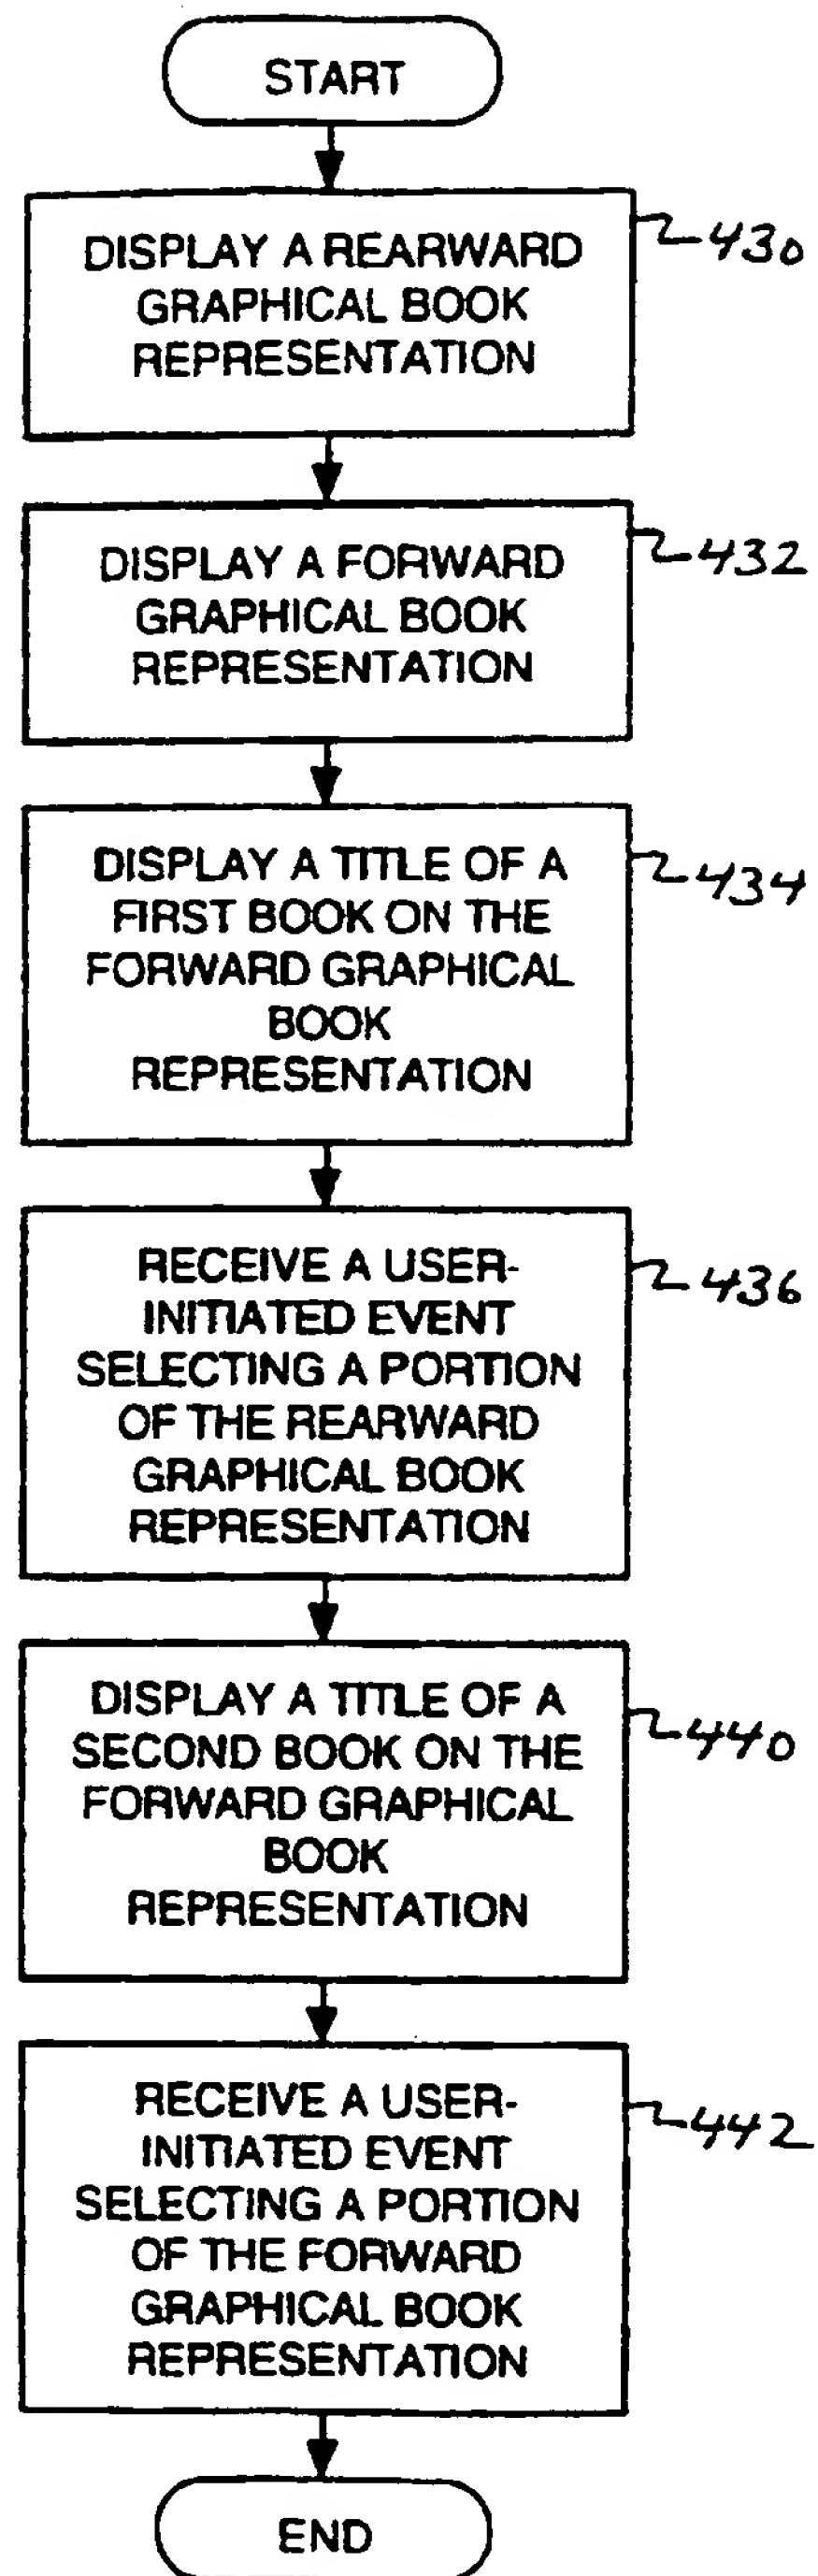 START
DISPLAY A REARWARD
GRAPHICAL BOOK
REPRESENTATION
430
DISPLAY A FORWARD
GRAPHICAL BOOK
REPRESENTATION
432
DISPLAY A TITLE OF A
FIRST BOOK ON THE
FORWARD GRAPHICAL
BOOK
REPRESENTATION
434
RECEIVE A USER-
INITIATED EVENT
SELECTING A PORTION
OF THE REARWARD
GRAPHICAL BOOK
REPRESENTATION
436
DISPLAY A TITLE OF A
SECOND BOOK ON THE
FORWARD GRAPHICAL
BOOK
REPRESENTATION
440
RECEIVE A USER-
INITIATED EVENT
SELECTING A PORTION
OF THE FORWARD
GRAPHICAL BOOK
REPRESENTATION
442
END